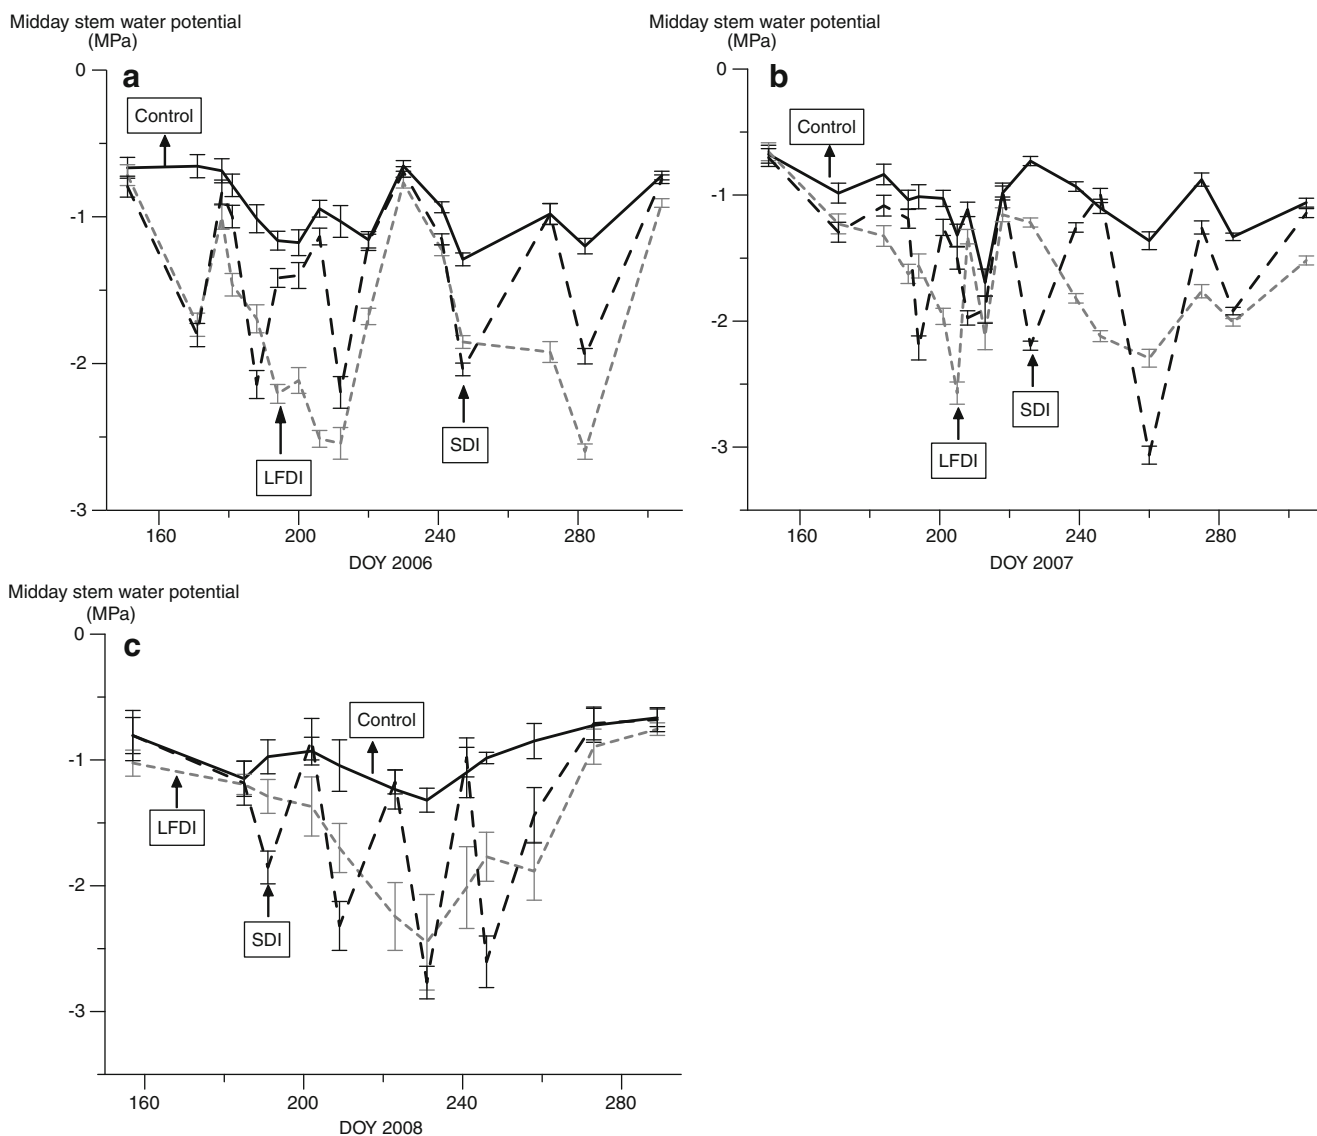 Midday stem water potential
(MPa)
a
0
-1
-2
-3
Control
LFDI
SDI
160
200
240
280
DOY 2006
Midday stem water potential
(MPa)
b
0
-1
-2
-3
Control
LFDI
SDI
160
200
240
280
DOY 2007
Midday stem water potential
(MPa)
c
0
-1
-2
-3
Control
LFDI
SDI
160
200
240
280
DOY 2008